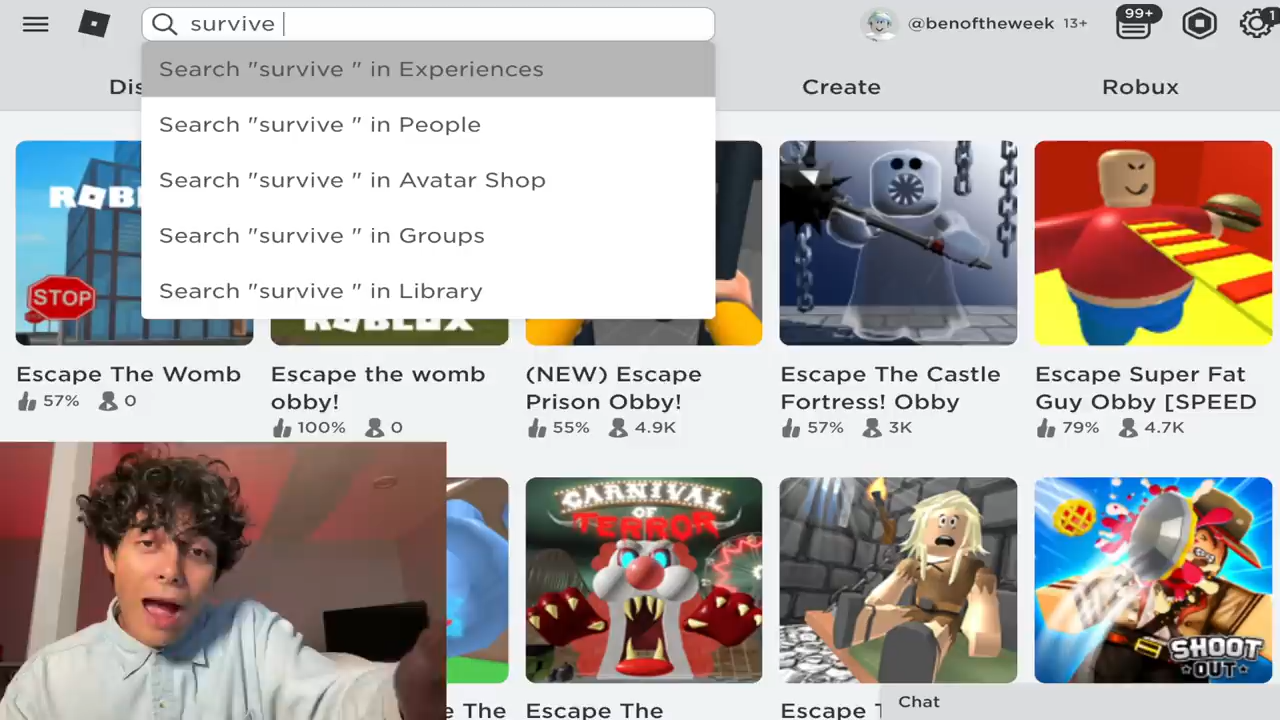 survive
@benoftheweek 13+
99+
1
Search "survive " in Experiences
Search "survive " in People
Search "survive " in Avatar Shop
Search "survive " in Groups
Search "survive " in Library
Create
Robux
STOP
ROBLOX
CARNIVAL
OF
TERROR
SHOOT
OUT
Escape The Womb
57% 0
Escape the womb
obby!
100% 0
(NEW) Escape
Prison Obby!
55% 4.9K
Escape The Castle
Fortress! Obby
57% 3K
Escape Super Fat
Guy Obby [SPEED
79% 4.7K
e The
Escape The
Escape
Chat